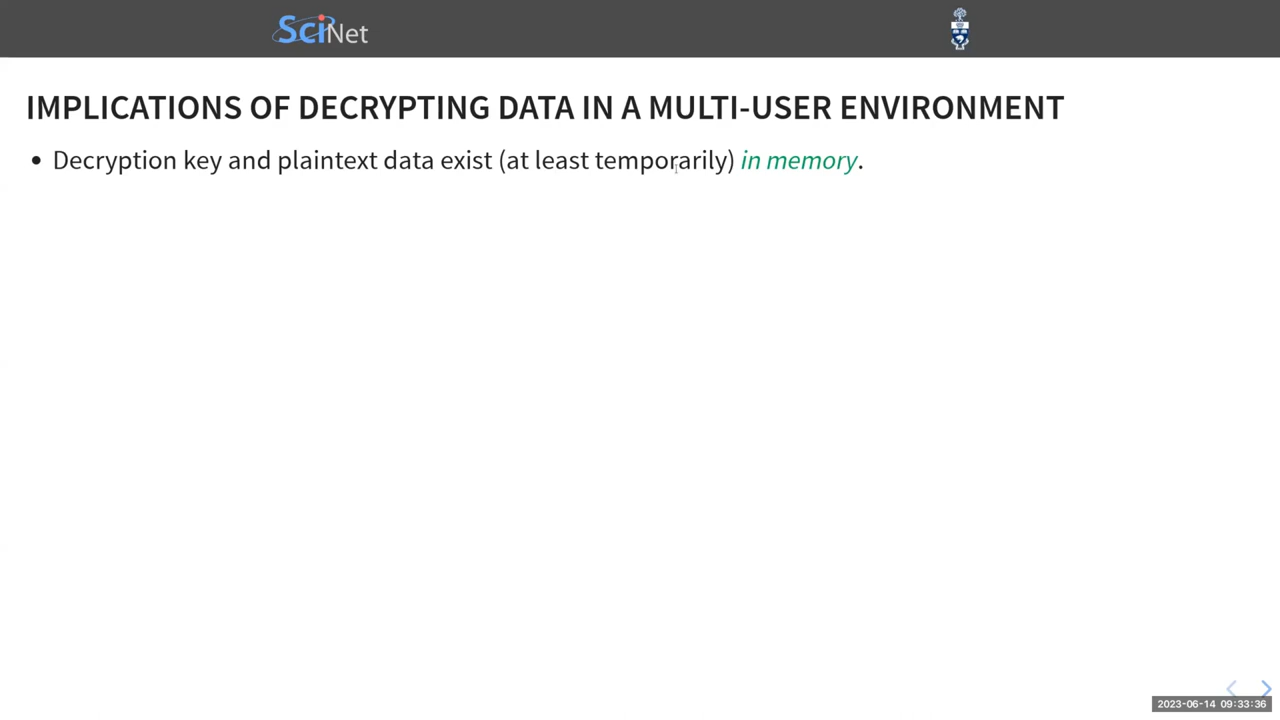 SciNet
IMPLICATIONS OF DECRYPTING DATA IN A MULTI-USER ENVIRONMENT
• Decryption key and plaintext data exist (at least temporarily) in memory.
2023-06-14 09:33:36